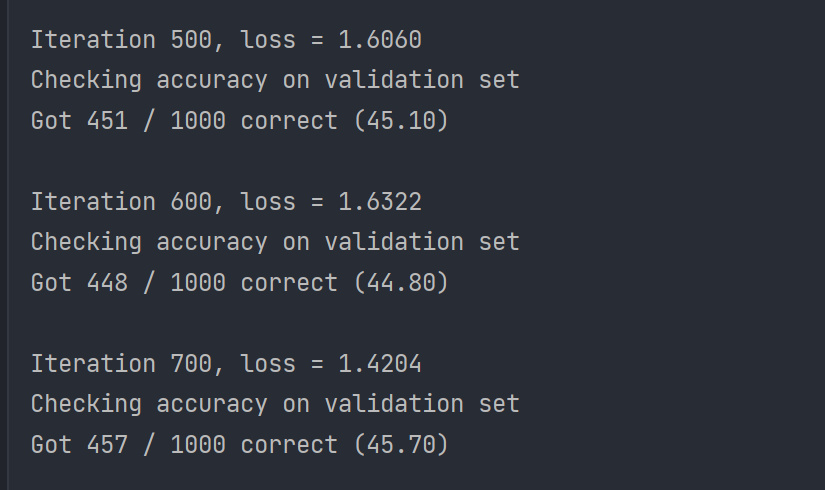 Iteration 500, loss = 1.6060
Checking accuracy on validation set
Got 451 / 1000 correct (45.10)
Iteration 600, loss = 1.6322
Checking accuracy on validation set
Got 448 / 1000 correct (44.80)
Iteration 700, loss = 1.4204
Checking accuracy on validation set
Got 457 / 1000 correct (45.70)